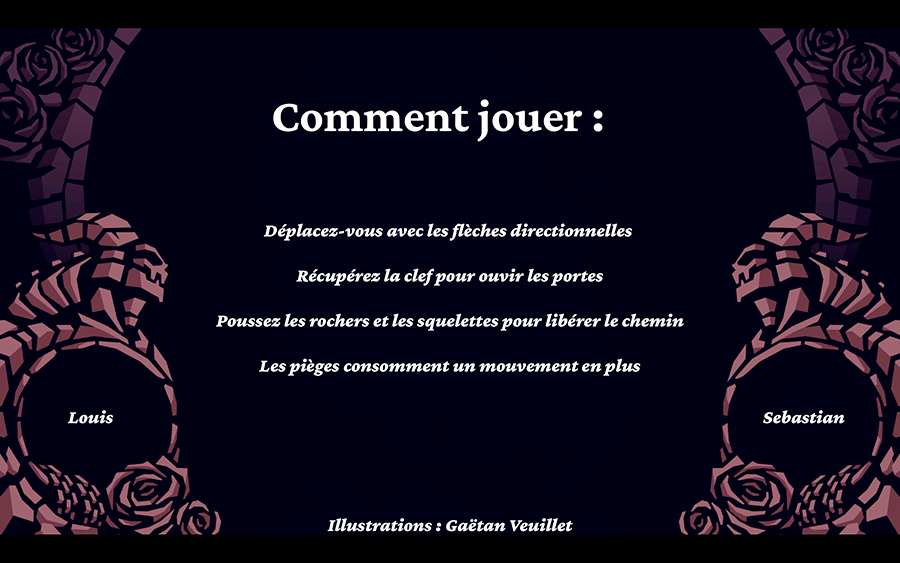 Comment jouer :
Déplacez-vous avec les flèches directionnelles
Récupérez la clef pour ouvir les portes
Poussez les rochers et les squelettes pour libérer le chemin
Les pièges consomment un mouvement en plus
Louis
Sebastian
Illustrations : Gaëtan Veuillet